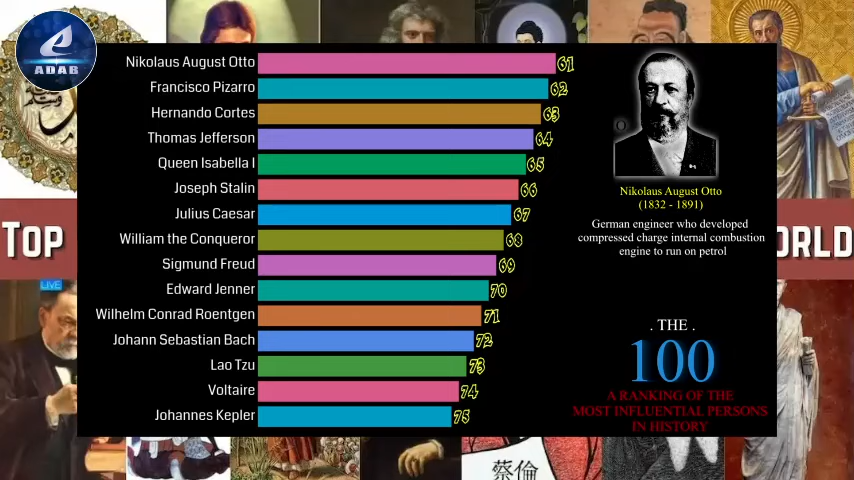 ADAB
TOP
ORLD
LIVE
Nikolaus August Otto 61
Francisco Pizarro 62
Hernando Cortes 63
Thomas Jefferson 64
Queen Isabella I 65
Joseph Stalin 66
Julius Caesar 67
William the Conqueror 68
Sigmund Freud 69
Edward Jenner 70
Wilhelm Conrad Roentgen 71
Johann Sebastian Bach 72
Lao Tzu 73
Voltaire 74
Johannes Kepler 75
Nikolaus August Otto
(1832 - 1891)
German engineer who developed
compressed charge internal combustion
engine to run on petrol
. THE .
100
A RANKING OF THE
MOST INFLUENTIAL PERSONS
IN HISTORY
蔡倫